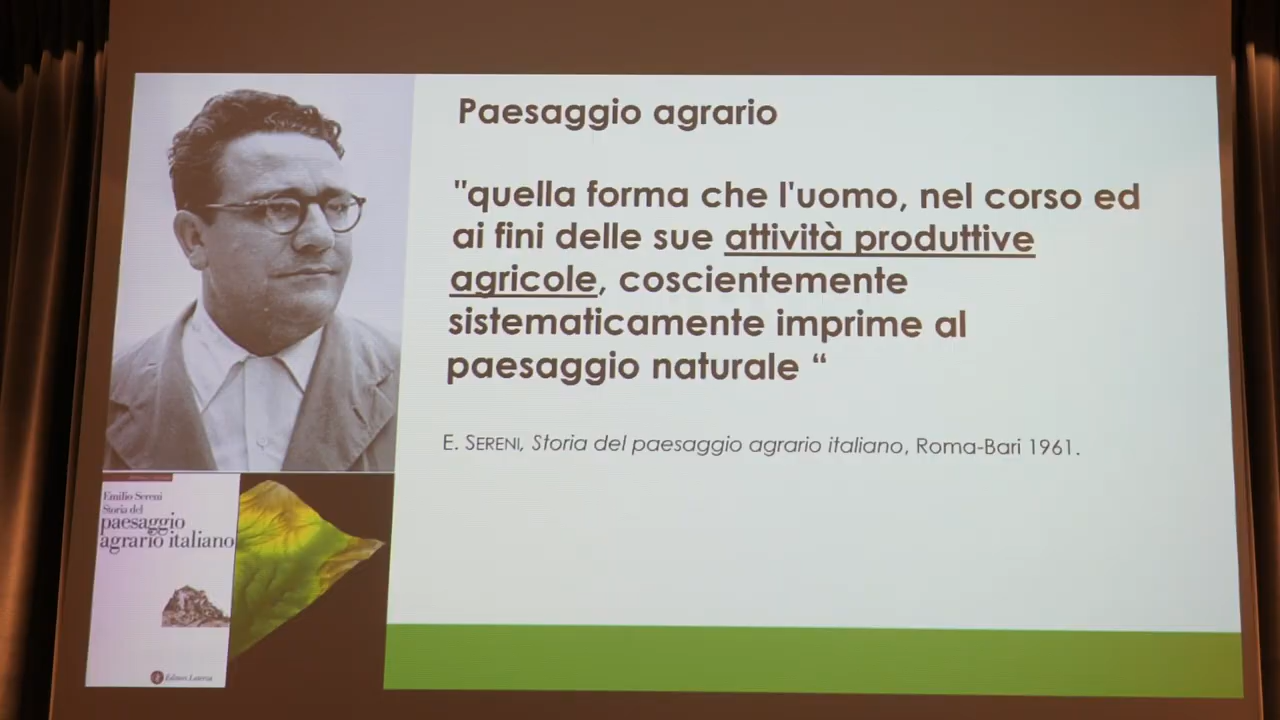 Paesaggio agrario
"quella forma che l'uomo, nel corso ed
ai fini delle sue attività produttive
agricole, coscientemente
sistematicamente imprime al
paesaggio naturale “
E. SERENI, Storia del paesaggio agrario italiano, Roma-Bari 1961.
Emilio Sereni
Storia del
paesaggio
agrario italiano
Editori Laterza